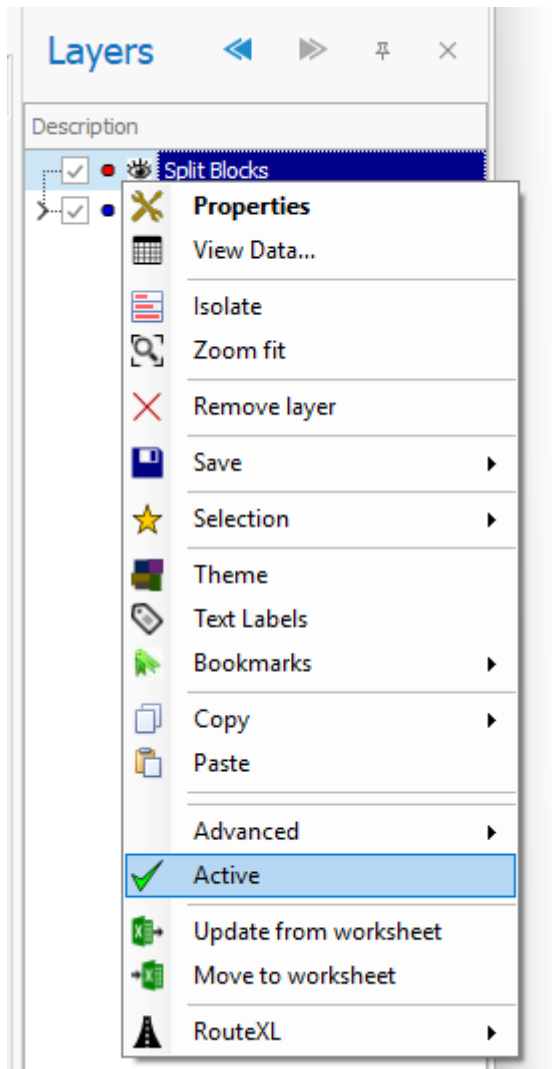 Layers
Description
Split Blocks
Properties
View Data...
Isolate
Zoom fit
Remove layer
Save
Selection
Theme
Text Labels
Bookmarks
Copy
Paste
Advanced
Active
Update from worksheet
Move to worksheet
RouteXL